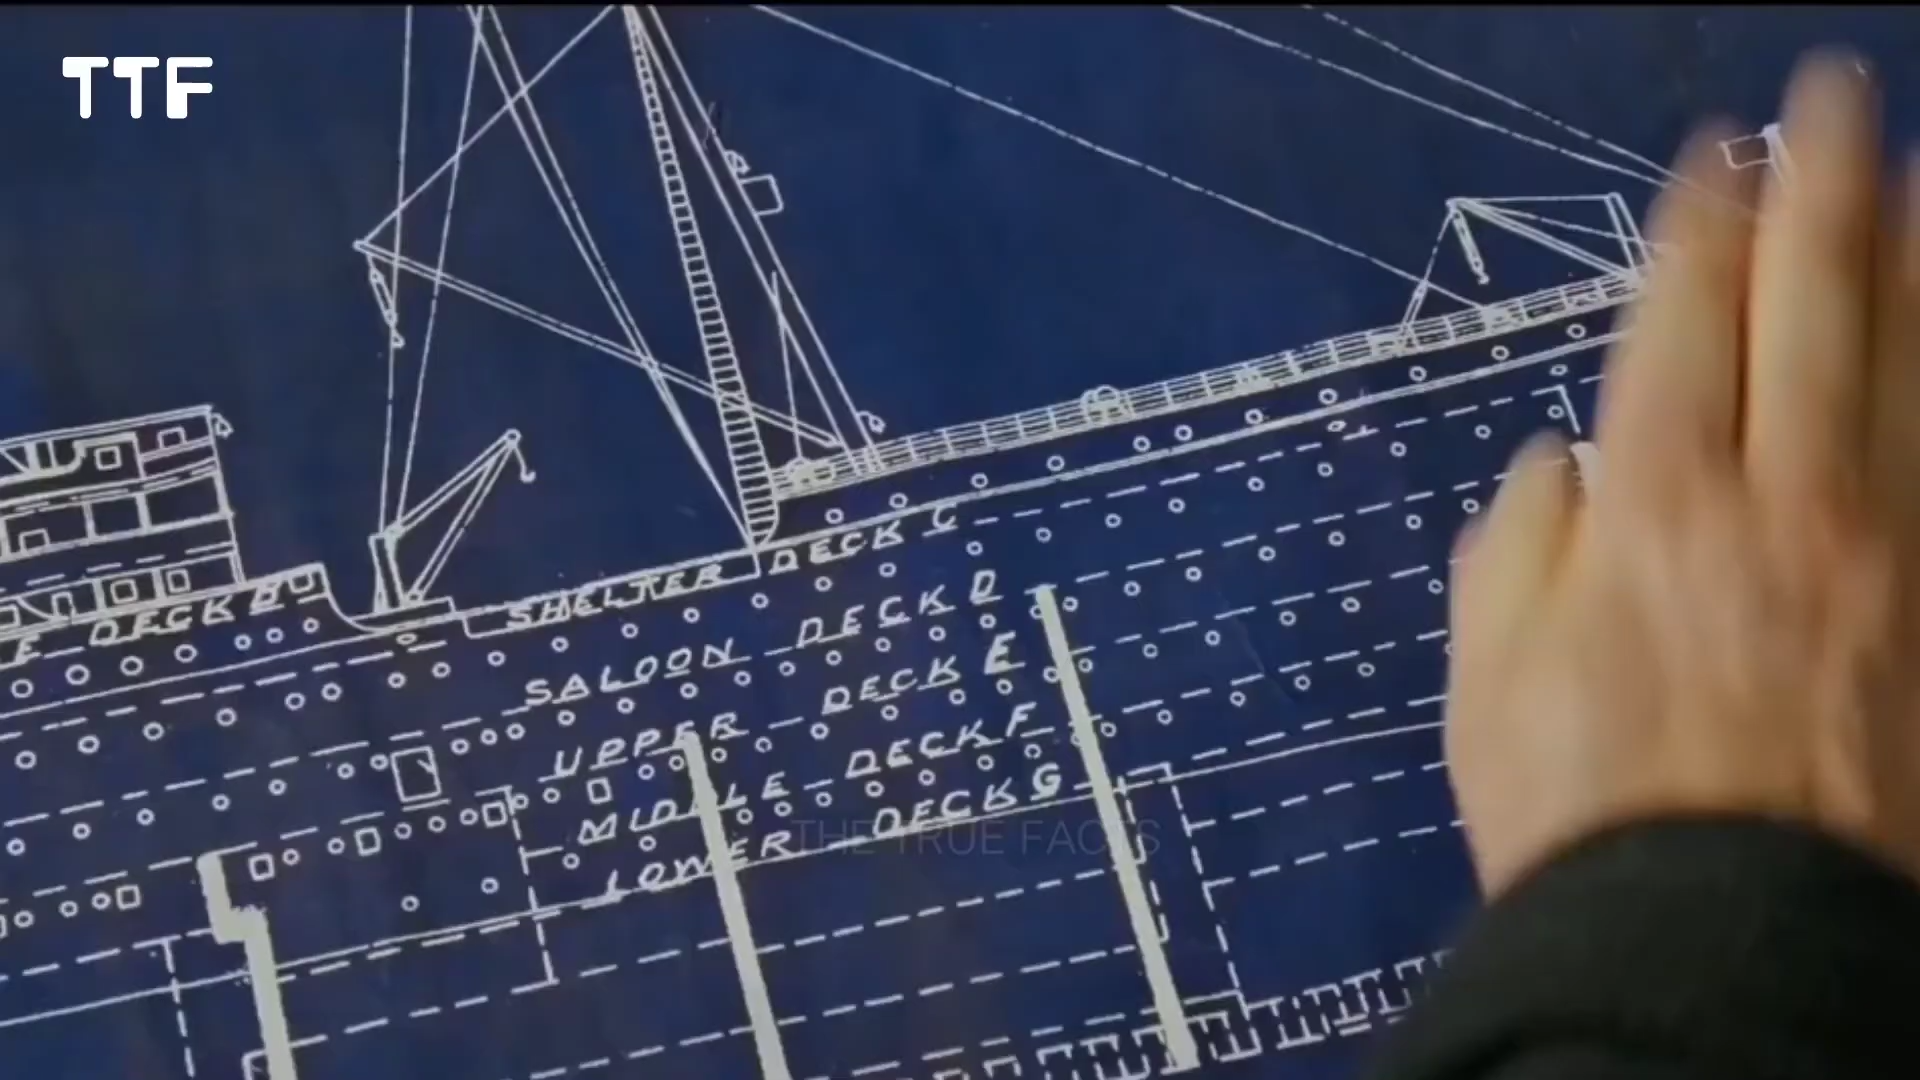 TTF
E DECK B
SHELTER DECK C
SALOON DECK D
UPPER DECK E
MIDDLE DECK F
LOWER DECK G
THE TRUE FACTS